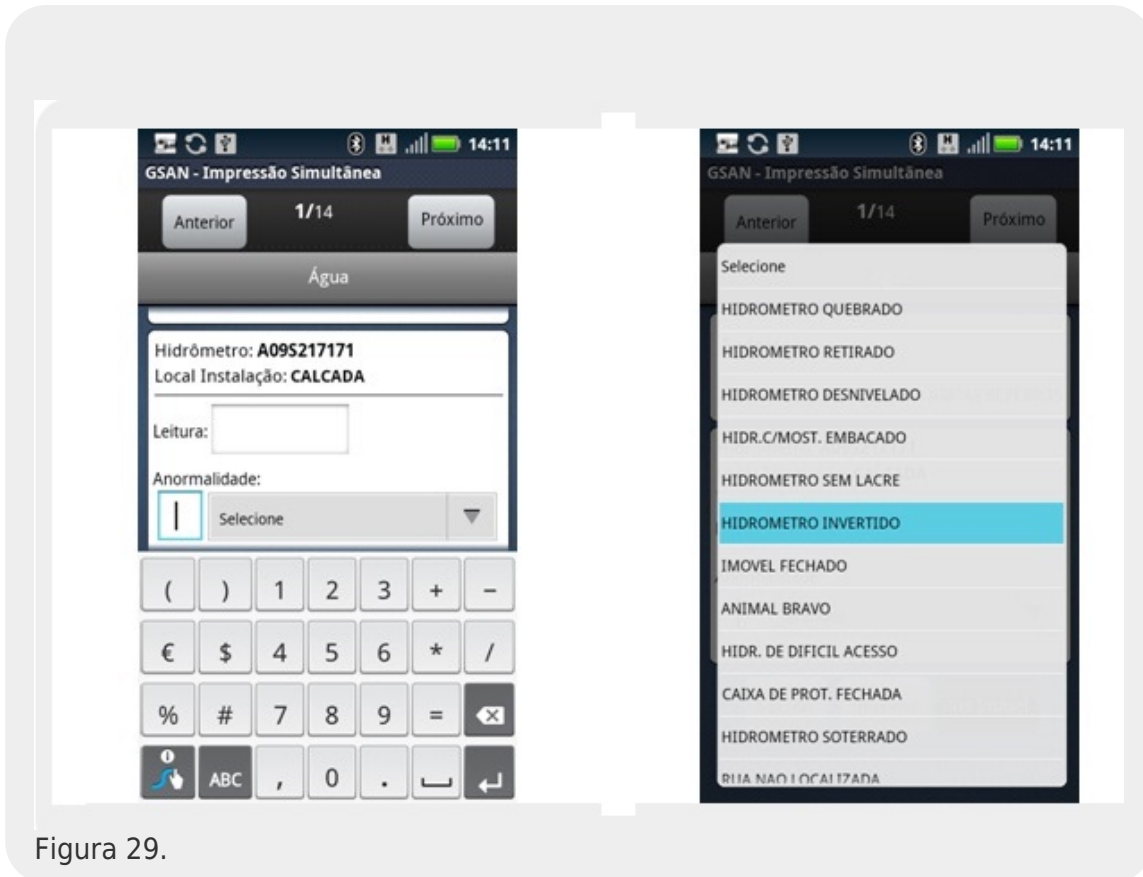 14:11
GSAN - Impressão Simultânea
Anterior 1/14 Próximo
Água
Hidrômetro: A09S217171
Local Instalação: CALCADA
Leitura:
Anormalidade:
Selecione
( ) 1 2 3 + -
€ $ 4 5 6 * /
% # 7 8 9 =
ABC , 0 .
14:11
GSAN - Impressão Simultânea
Anterior 1/14 Próximo
Selecione
HIDROMETRO QUEBRADO
HIDROMETRO RETIRADO
HIDROMETRO DESNIVELADO
HIDR.C/MOST. EMBACADO
HIDROMETRO SEM LACRE
HIDROMETRO INVERTIDO
IMOVEL FECHADO
ANIMAL BRAVO
HIDR. DE DIFICIL ACESSO
CAIXA DE PROT. FECHADA
HIDROMETRO SOTERRADO
RUA NAO LOCALIZADA
Figura 29.